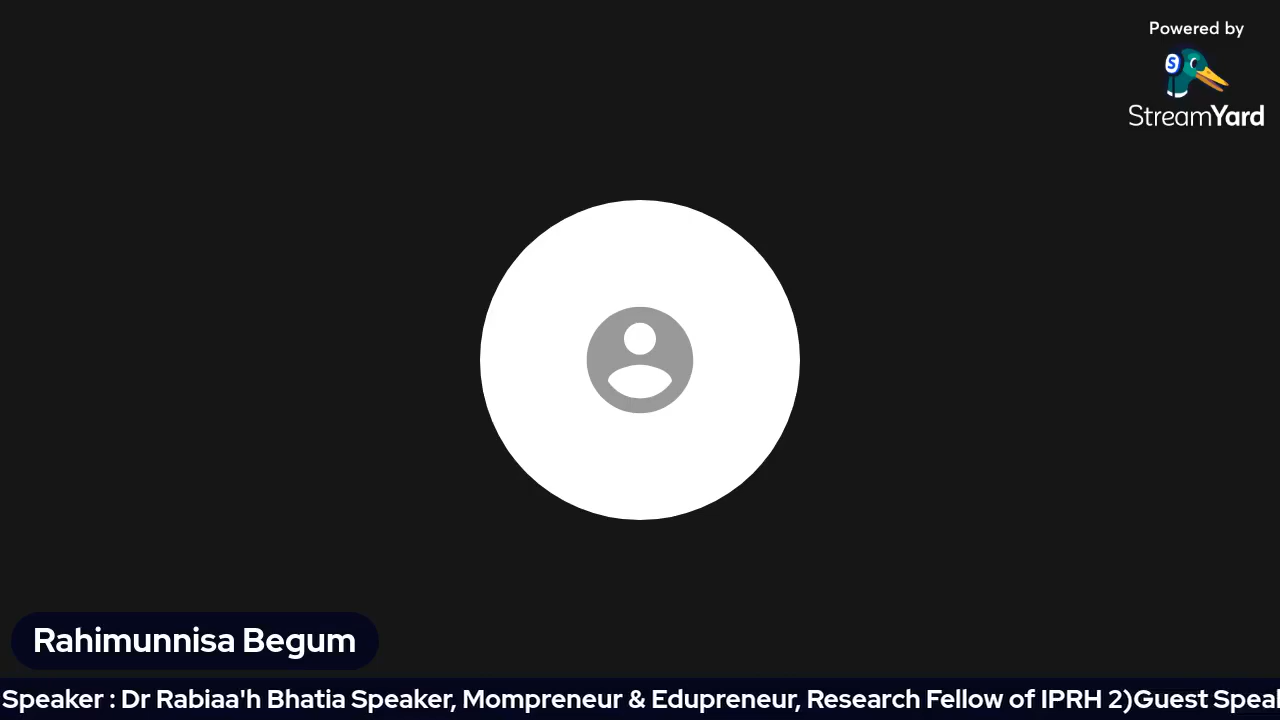 Powered by
S
StreamYard
Rahimunnisa Begum
Speaker : Dr Rabiaa'h Bhatia Speaker, Mompreneur & Edupreneur, Research Fellow of IPRH 2)Guest Spea